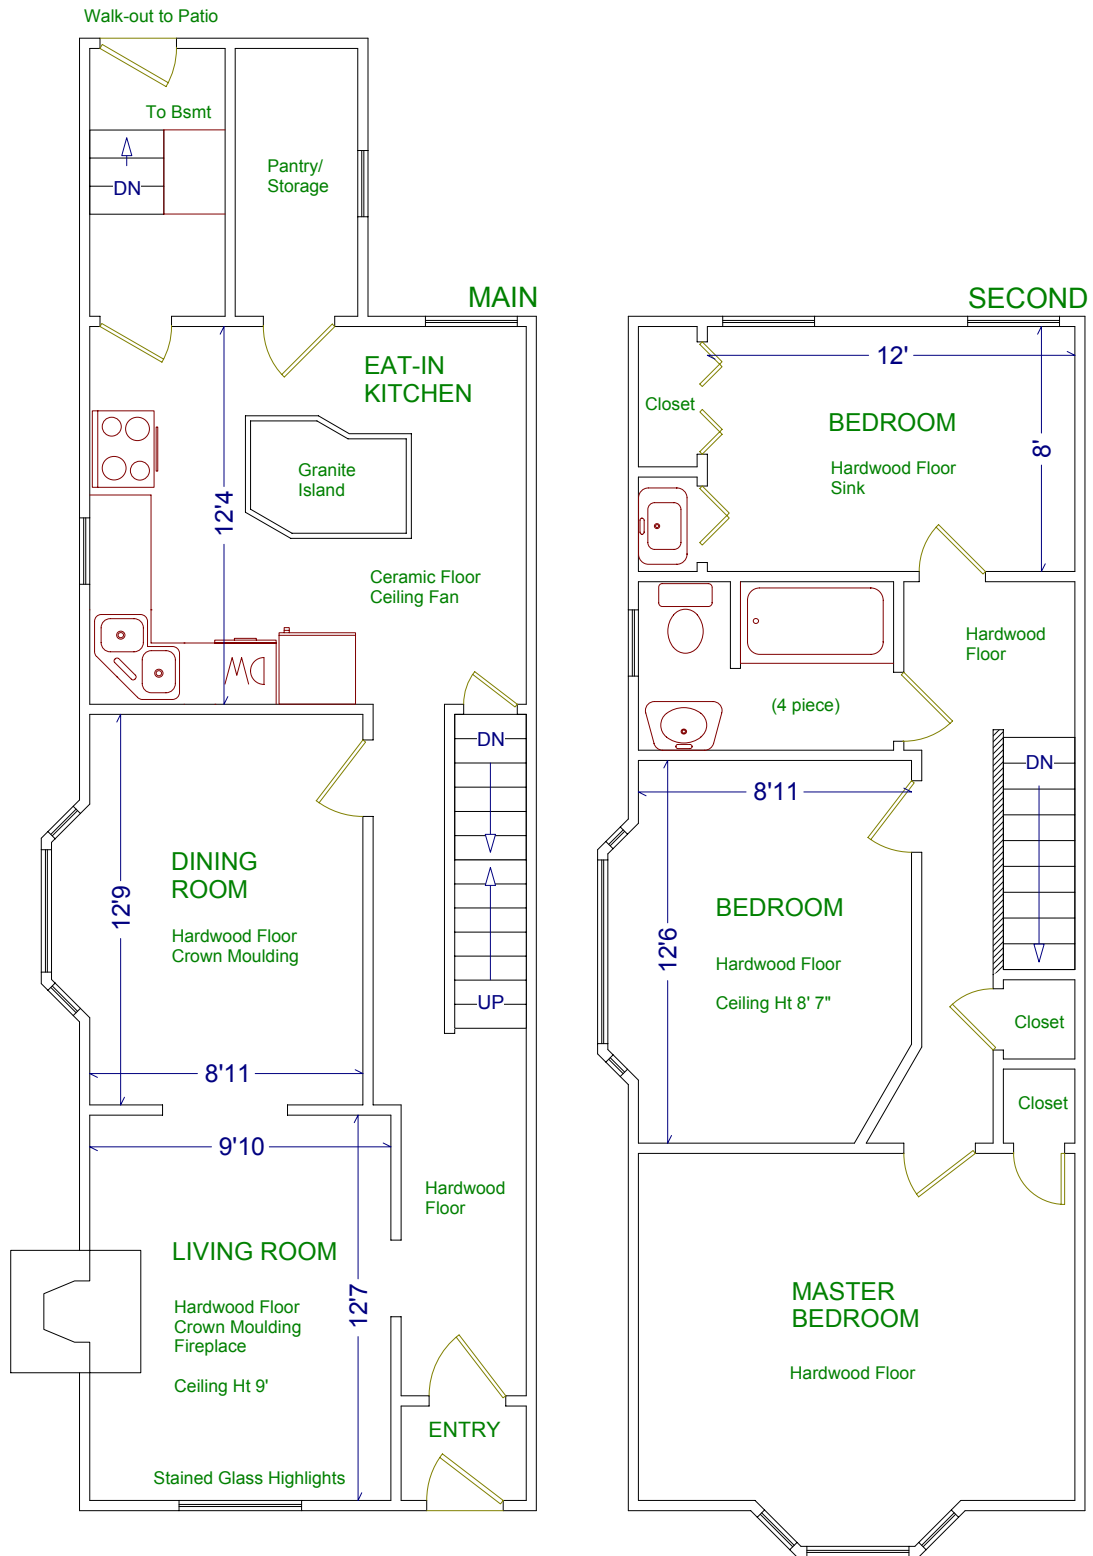 Walk-out to Patio
To Bsmt
DN
Pantry/
Storage
MAIN
EAT-IN
KITCHEN
Granite
Island
12'4
Ceramic Floor
Ceiling Fan
DW
DN
DINING
ROOM
12'9
Hardwood Floor
Crown Moulding
UP
8'11
9'10
Hardwood
Floor
LIVING ROOM
12'7
Hardwood Floor
Crown Moulding
Fireplace
Ceiling Ht 9'
ENTRY
Stained Glass Highlights
SECOND
12'
Closet
BEDROOM
8'
Hardwood Floor
Sink
Hardwood
Floor
(4 piece)
DN
8'11
BEDROOM
12'6
Hardwood Floor
Ceiling Ht 8' 7"
Closet
Closet
MASTER
BEDROOM
Hardwood Floor